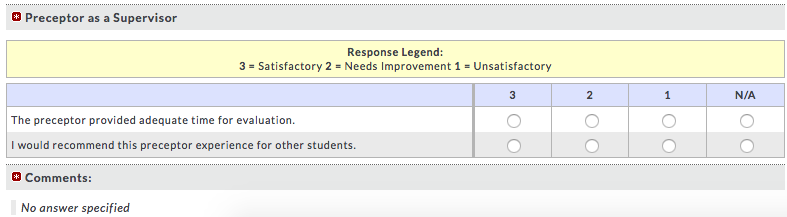 Preceptor as a Supervisor
Response Legend:
3 = Satisfactory 2 = Needs Improvement 1 = Unsatisfactory
3 2 1 N/A
The preceptor provided adequate time for evaluation.
I would recommend this preceptor experience for other students.
Comments:
No answer specified